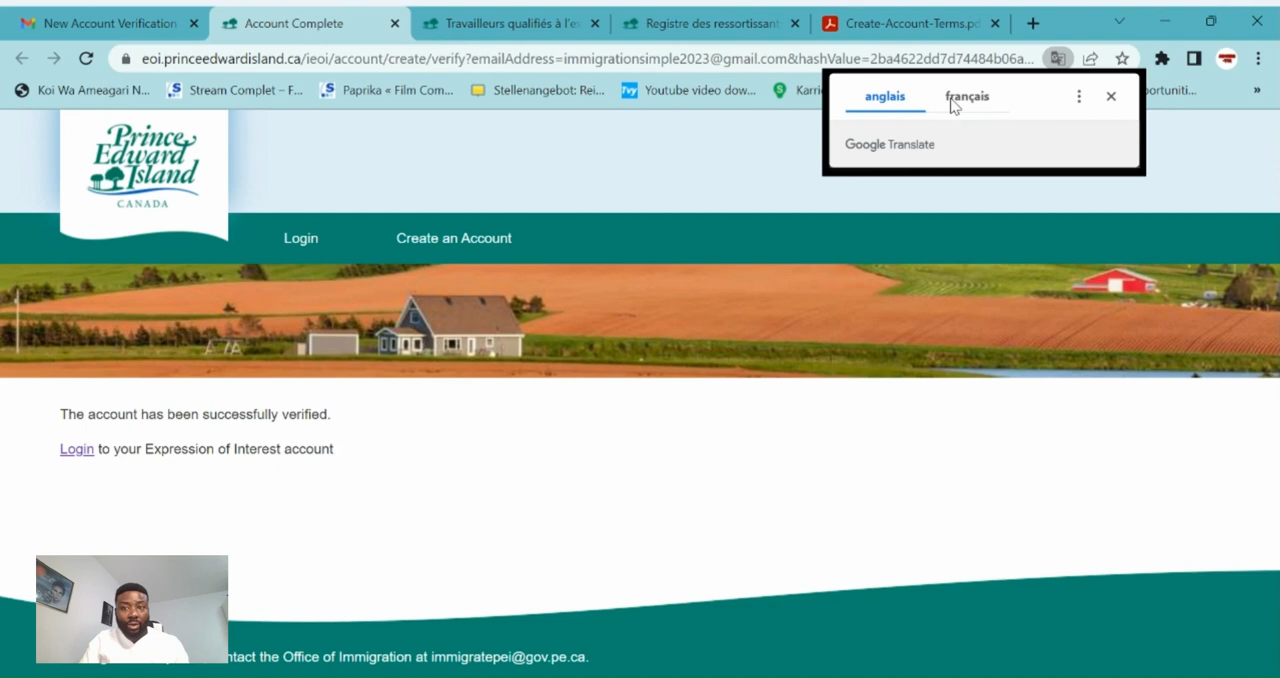 New Account Verification
Account Complete
Travailleurs qualifiés à l'ex
Registre des ressortissant
Create-Account-Terms.pd
eoi.princeedwardisland.ca/ieoi/account/create/verify?emailAddress=immigrationsimple2023@gmail.com&hashValue=2ba4622dd7d74484b06a...
Koi Wa Ameagari N...
Stream Complet – F...
Paprika « Film Com...
Stellenangebot: Rei...
Youtube video dow...
Karri
portuniti...
»
anglais
français
Google Translate
Prince
Edward
Island
CANADA
Login
Create an Account
The account has been successfully verified.
Login to your Expression of Interest account
ntact the Office of Immigration at immigratepei@gov.pe.ca.